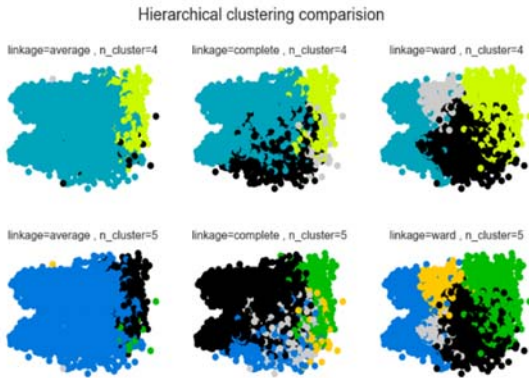 Hierarchical clustering comparision
linkage=average , n_cluster=4
linkage=complete , n_cluster=4
linkage=ward , n_cluster=4
linkage=average , n_cluster=5
linkage=complete , n_cluster=5
linkage=ward , n_cluster=5